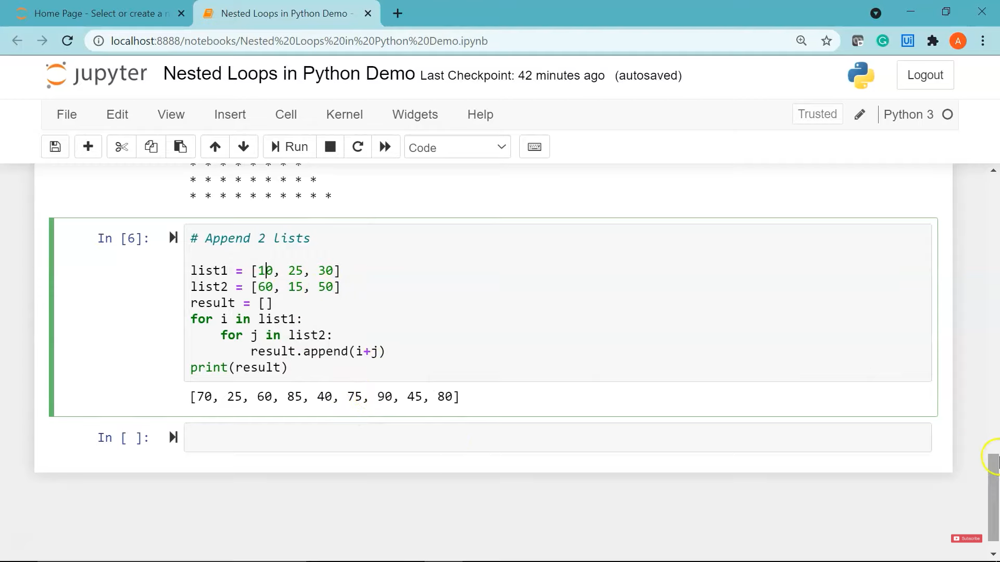 Home Page - Select or create a n
Nested Loops in Python Demo -
localhost:8888/notebooks/Nested%20Loops%20in%20Python%20Demo.ipynb
Ui
A
jupyter Nested Loops in Python Demo Last Checkpoint: 42 minutes ago (autosaved)
Logout
File Edit View Insert Cell Kernel Widgets Help
Trusted
Python 3
Run
Code
* * * * * * * *
* * * * * * * * *
* * * * * * * * * *
In [6]:
# Append 2 lists
list1 = [10, 25, 30]
list2 = [60, 15, 50]
result = []
for i in list1:
    for j in list2:
        result.append(i+j)
print(result)
[70, 25, 60, 85, 40, 75, 90, 45, 80]
In [ ]:
Subscribe